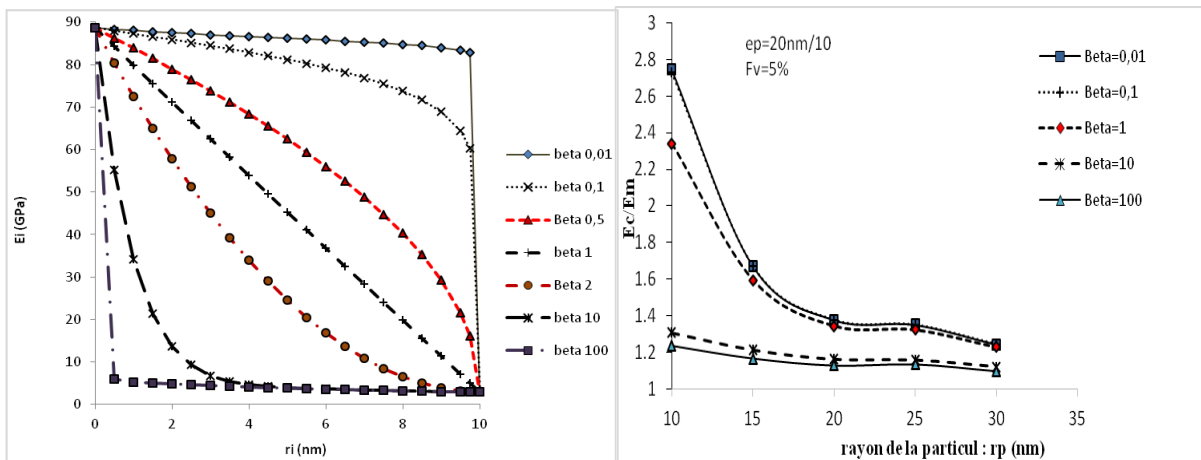 90
80
70
60
50
40
30
20
10
0
Ei (GPa)
0
2
4
6
8
10
ri (nm)
beta 0,01
beta 0,1
Beta 0,5
beta 1
Beta 2
beta 10
beta 100
3
2.8
2.6
2.4
2.2
2
1.8
1.6
1.4
1.2
1
Ec/Em
ep=20nm/10
Fv=5%
Beta=0,01
Beta=0,1
Beta=1
Beta=10
Beta=100
10
15
20
25
30
35
rayon de la particul : rp (nm)